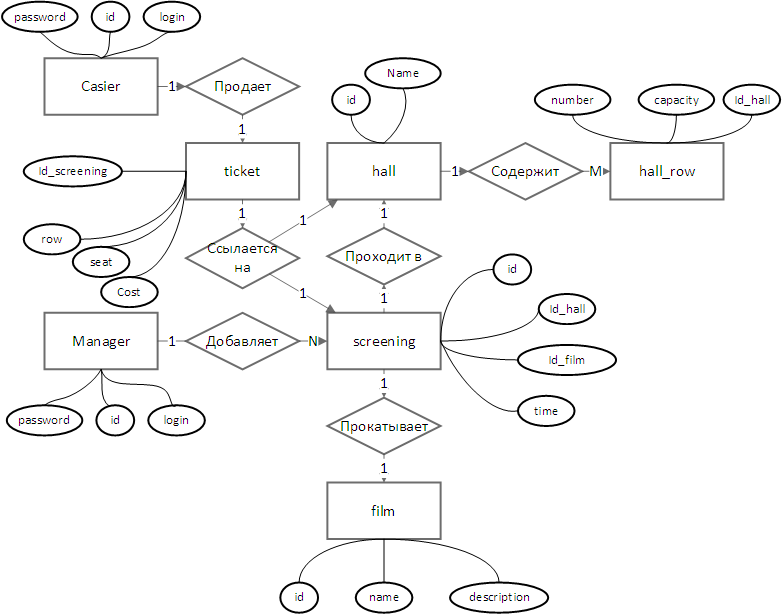 password
id
login
Casier
1
Продает
1
Name
id
number
capacity
Id_hall
Id_screening
ticket
hall
1
Содержит
M
hall_row
1
1
1
row
seat
Cost
Ссылается
на
Проходит в
1
1
id
Id_hall
Manager
1
Добавляет
N
screening
Id_film
time
password
id
login
1
Прокатывает
1
film
id
name
description